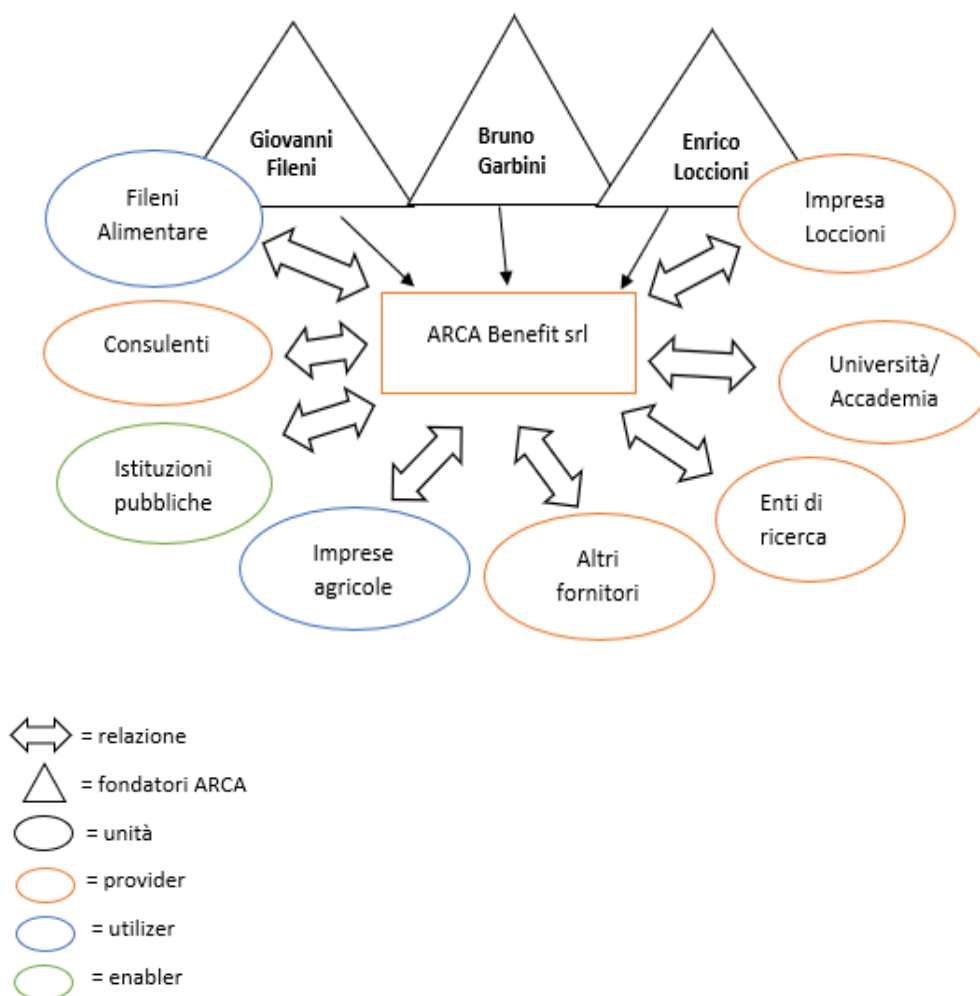 Giovanni
Fileni
Bruno
Garbini
Enrico
Loccioni
Fileni
Alimentare
Impresa
Loccioni
Consulenti
ARCA Benefit srl
Università/
Accademia
Istituzioni
pubbliche
Imprese
agricole
Altri
fornitori
Enti di
ricerca
= relazione
= fondatori ARCA
= unità
= provider
= utilizer
= enabler